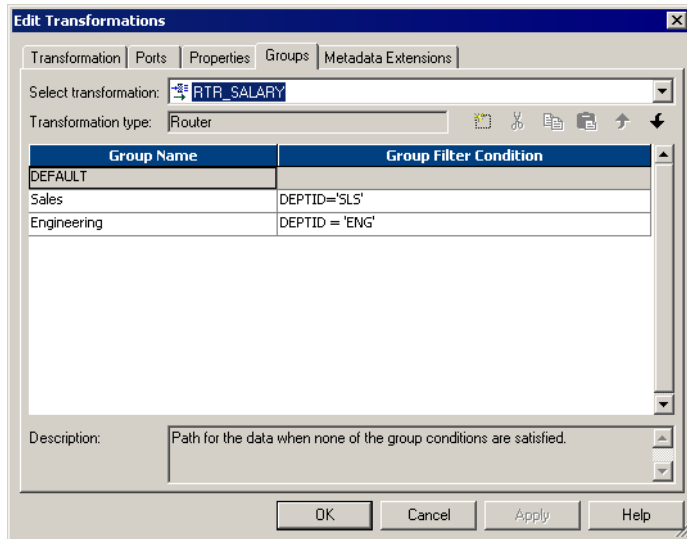 Edit Transformations
Transformation Ports Properties Groups Metadata Extensions
Select transformation: RTR_SALARY
Transformation type: Router
Group Name Group Filter Condition
DEFAULT
Sales DEPTID='SLS'
Engineering DEPTID = 'ENG'
Description: Path for the data when none of the group conditions are satisfied.
OK Cancel Apply Help